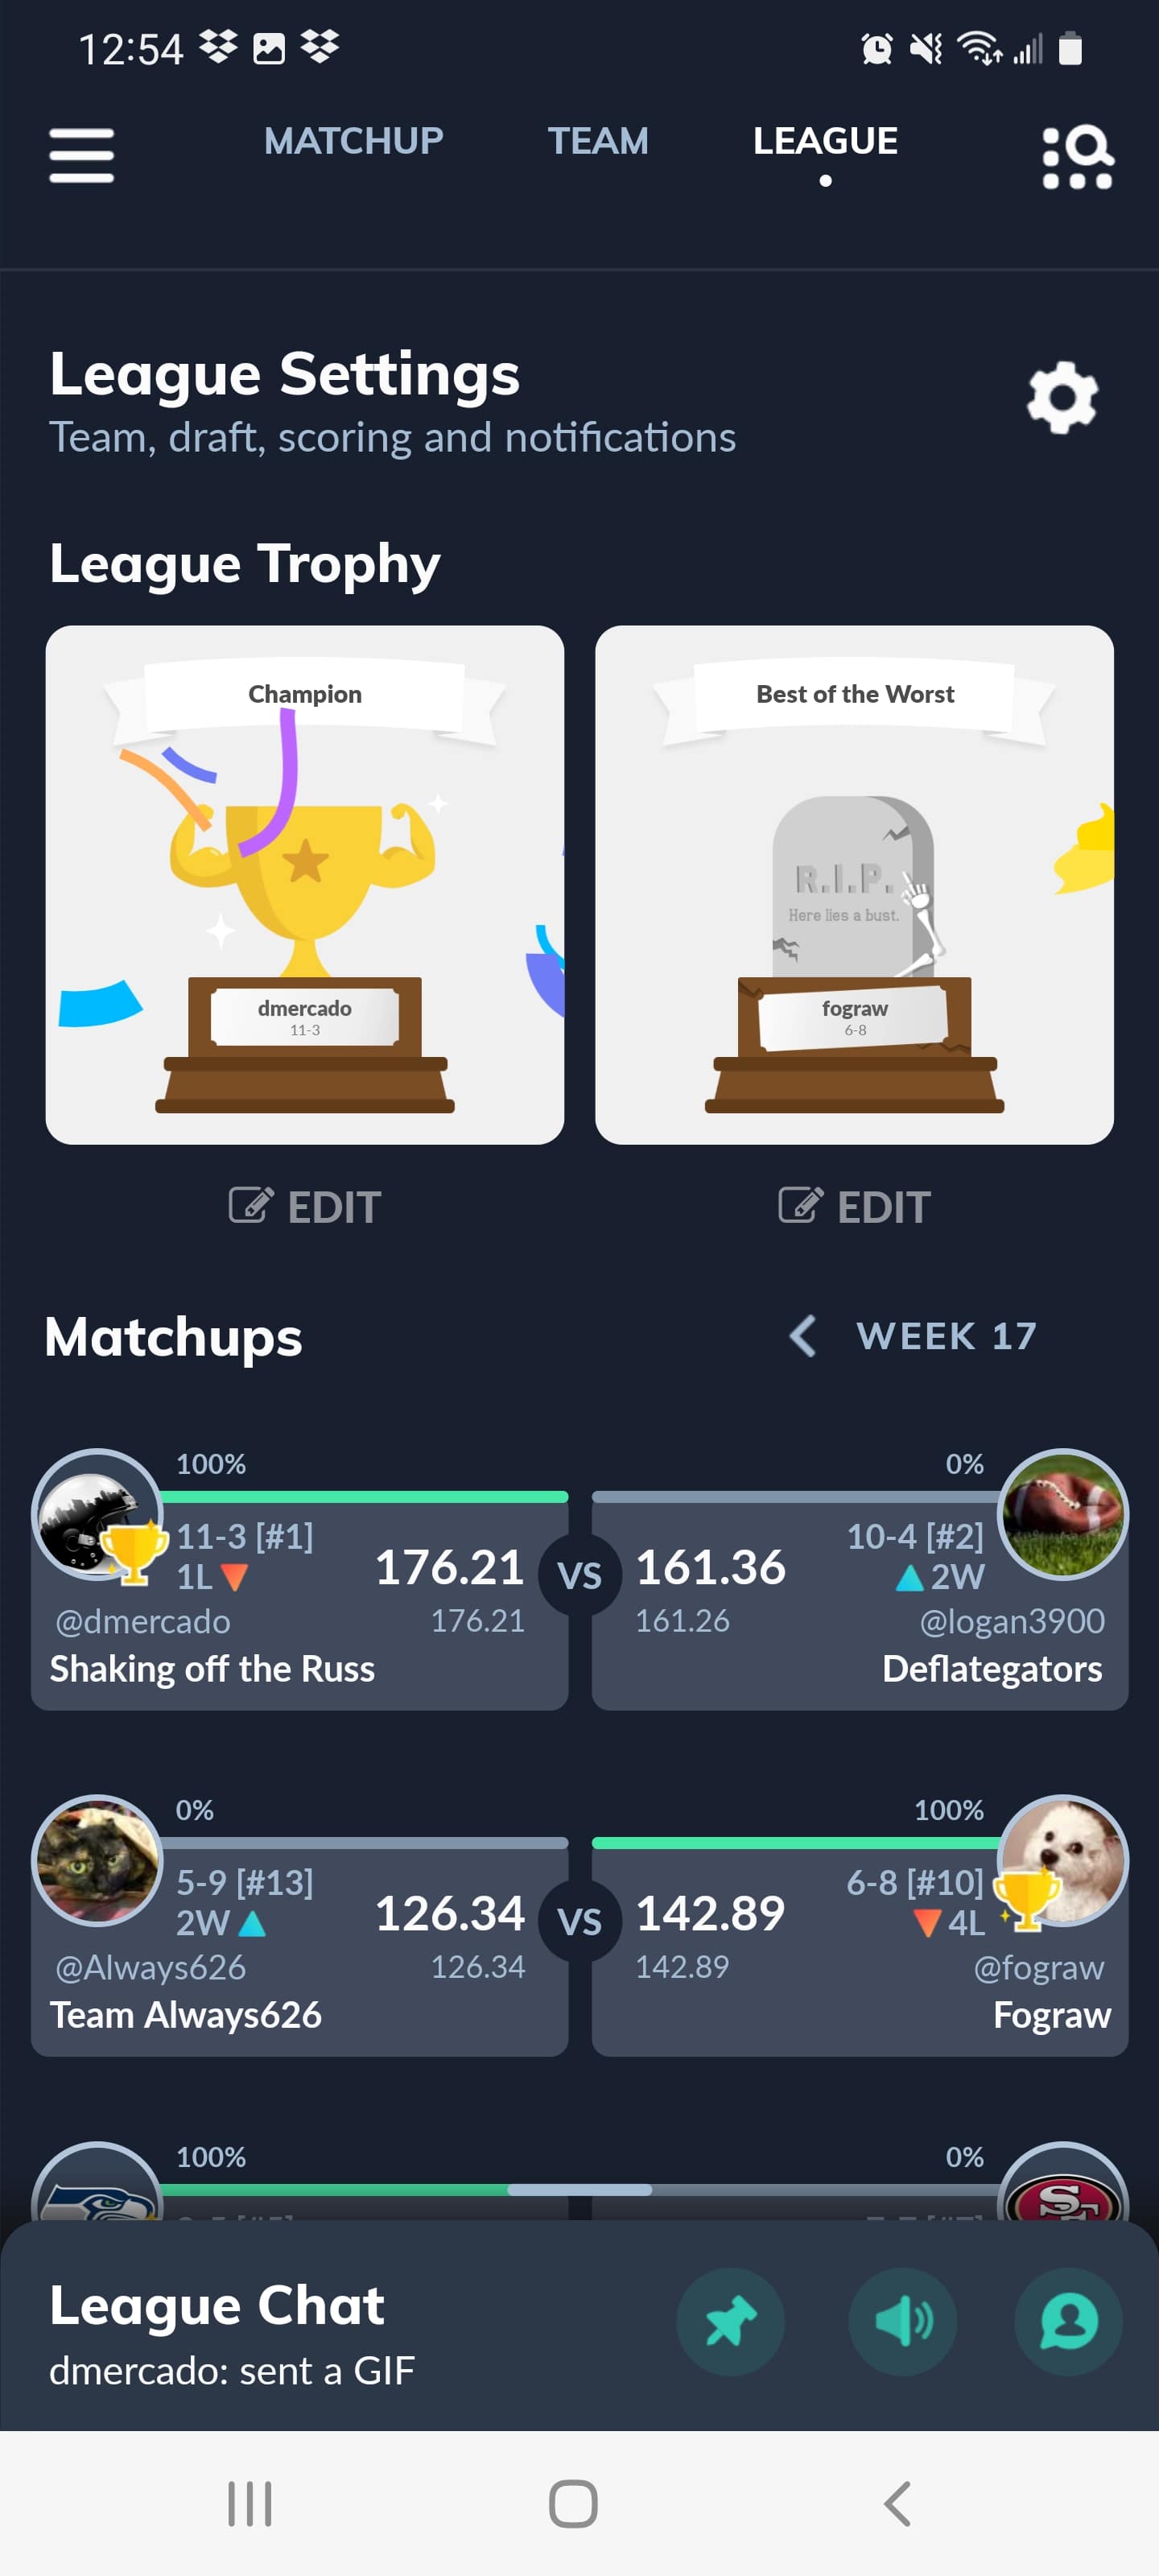 12:54
MATCHUP TEAM LEAGUE
League Settings
Team, draft, scoring and notifications
League Trophy
Champion
dmercado
11-3
Best of the Worst
R.I.P.
Here lies a bust.
fograw
6-8
EDIT EDIT
Matchups WEEK 17
100% 0%
11-3 [#1] 176.21 VS 161.36 10-4 [#2]
1L 2W
@dmercado 176.21 161.26 @logan3900
Shaking off the Russ Deflategators
0% 100%
5-9 [#13] 126.34 VS 142.89 6-8 [#10]
2W 4L
@Always626 126.34 142.89 @fograw
Team Always626 Fograw
100% 0%
SF
League Chat
dmercado: sent a GIF